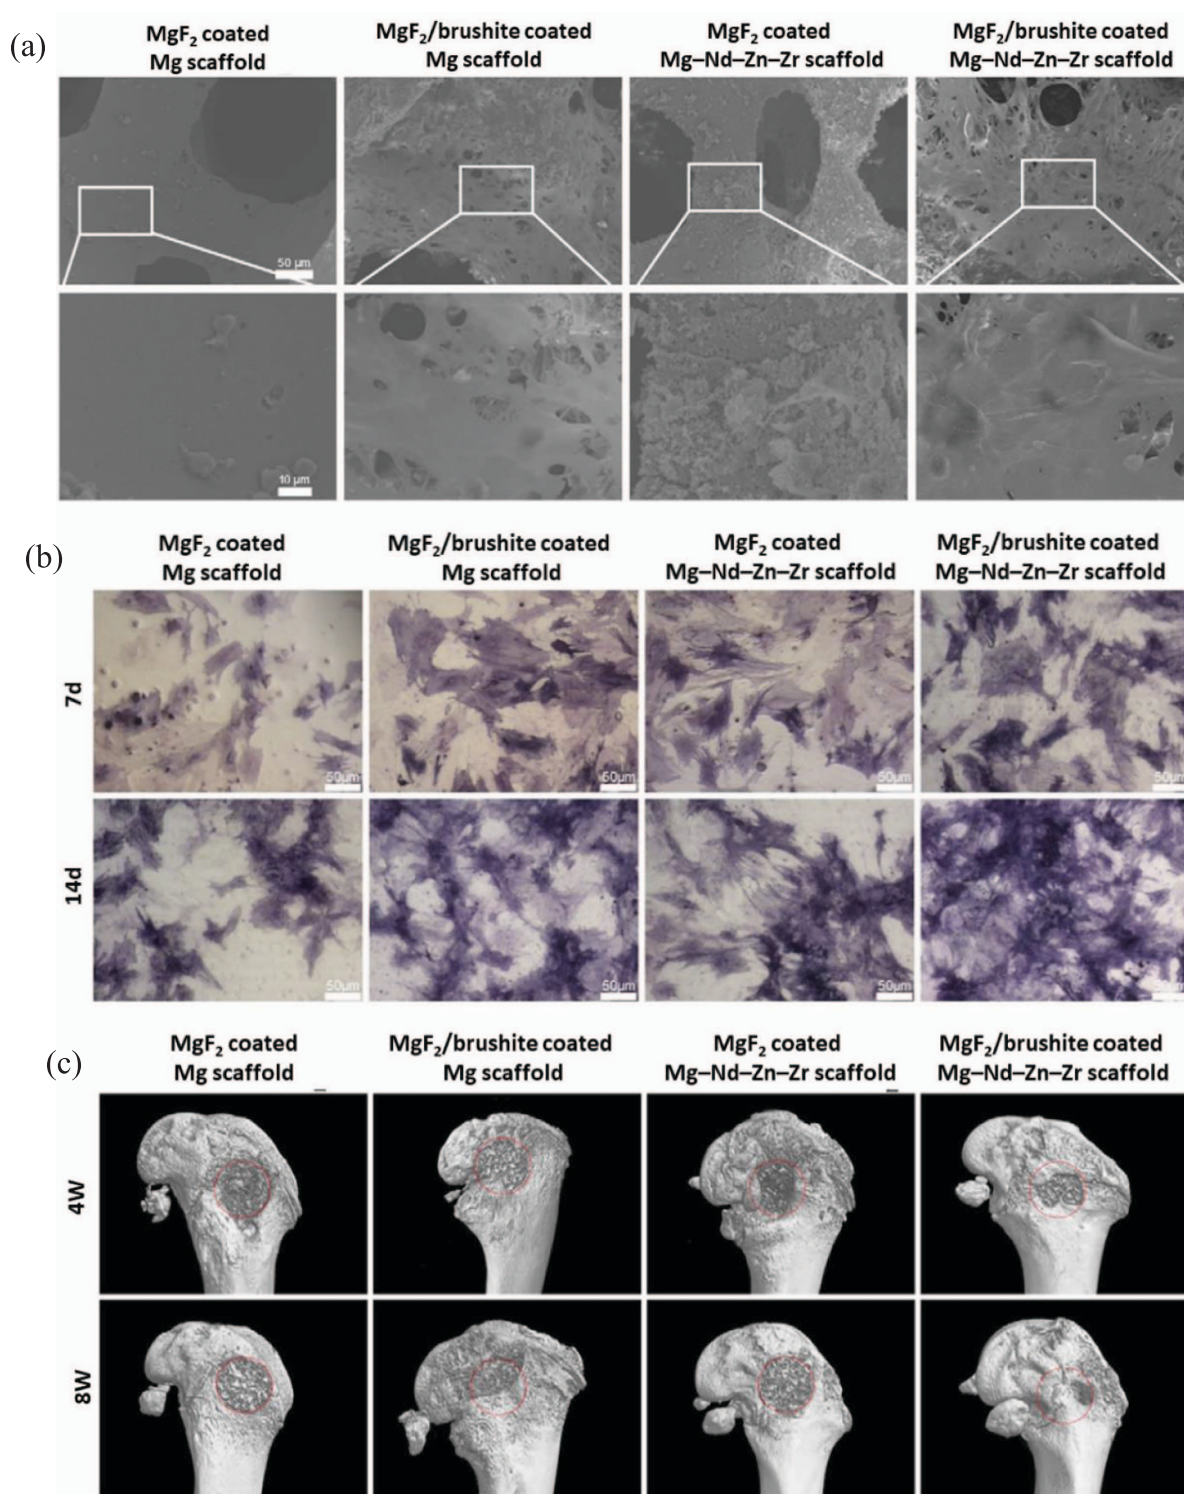 (a)
MgF₂ coated
Mg scaffold
MgF₂/brushite coated
Mg scaffold
MgF₂ coated
Mg–Nd–Zn–Zr scaffold
MgF₂/brushite coated
Mg–Nd–Zn–Zr scaffold
50 μm
10 μm
(b)
MgF₂ coated
Mg scaffold
MgF₂/brushite coated
Mg scaffold
MgF₂ coated
Mg–Nd–Zn–Zr scaffold
MgF₂/brushite coated
Mg–Nd–Zn–Zr scaffold
7d
50μm
50μm
50μm
50μm
14d
50μm
50μm
50μm
50μm
(c)
MgF₂ coated
Mg scaffold
MgF₂/brushite coated
Mg scaffold
MgF₂ coated
Mg–Nd–Zn–Zr scaffold
MgF₂/brushite coated
Mg–Nd–Zn–Zr scaffold
4W
8W